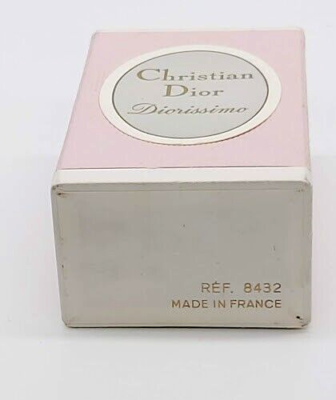 Christian
Dior
Diorissimo
RÉF. 8432
MADE IN FRANCE